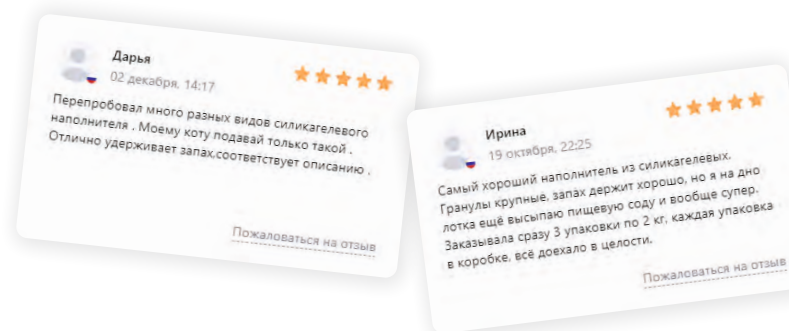 Дарья
02 декабря, 14:17
Перепробовал много разных видов силикагелевого
наполнителя . Моему коту подавай только такой .
Отлично удерживает запах,соответствует описанию .
Пожаловаться на отзыв
Ирина
19 октября, 22:25
Самый хороший наполнитель из силикагелевых.
Гранулы крупные, запах держит хорошо, но я на дно
лотка ещё высыпаю пищевую соду и вообще супер.
Заказывала сразу 3 упаковки по 2 кг, каждая упаковка
в коробке, всё доехало в целости.
Пожаловаться на отзыв